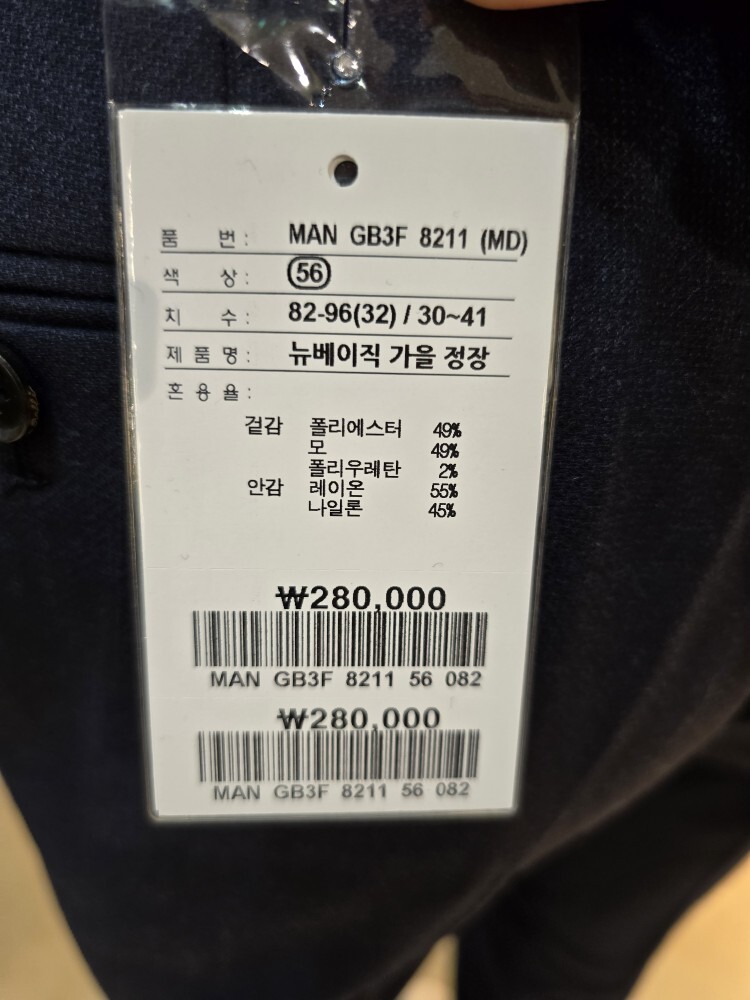 품 번: MAN GB3F 8211 (MD)
색 상: 56
치 수: 82-96(32) / 30~41
제 품 명: 뉴베이직 가을 정장
혼 용 율:
겉감 폴리에스터 49%
모 49%
폴리우레탄 2%
안감 레이온 55%
나일론 45%
₩280,000
MAN GB3F 8211 56 082
₩280,000
MAN GB3F 8211 56 082